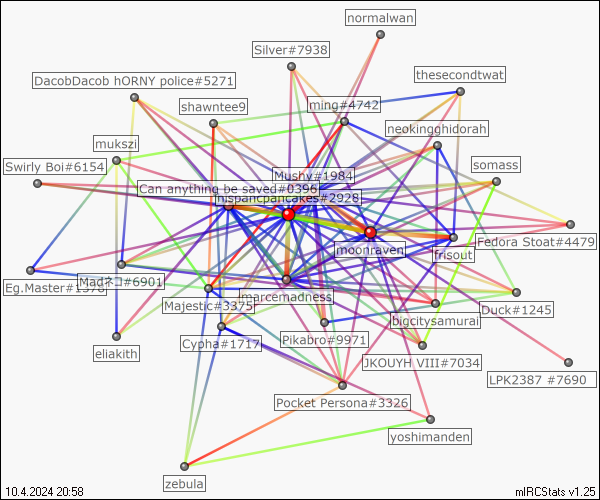 normalwan
Silver#7938
DacobDacob hORNY police#5271
thesecondtwat
shawntee9
ming#4742
neokingghidorah
mukszi
Swirly Boi#6154
Mushy#1984
somass
Can anything be saved#0396
hispancpancakes#2928
moonraven
frisout
Fedora Stoat#4479
Eg.Master#1378
Madネコ#6901
marcemadness
Majestic#3375
Duck#1245
bigcitysamurai
eliakith
Cypha#1717
Pikabro#9971
JKOUYH VIII#7034
LPK2387 #7690
Pocket Persona#3326
yoshimanden
zebula
10.4.2024 20:58
mIRCStats v1.25